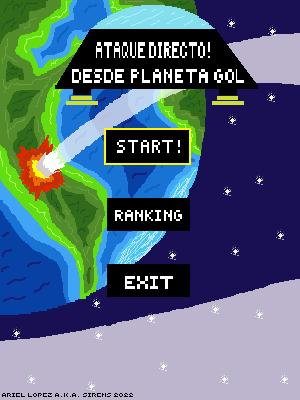 ATAQUE DIRECTO!
DESDE PLANETA GOL
START!
RANKING
EXIT
ARIEL LOPEZ A.K.A. SIRENS 2022